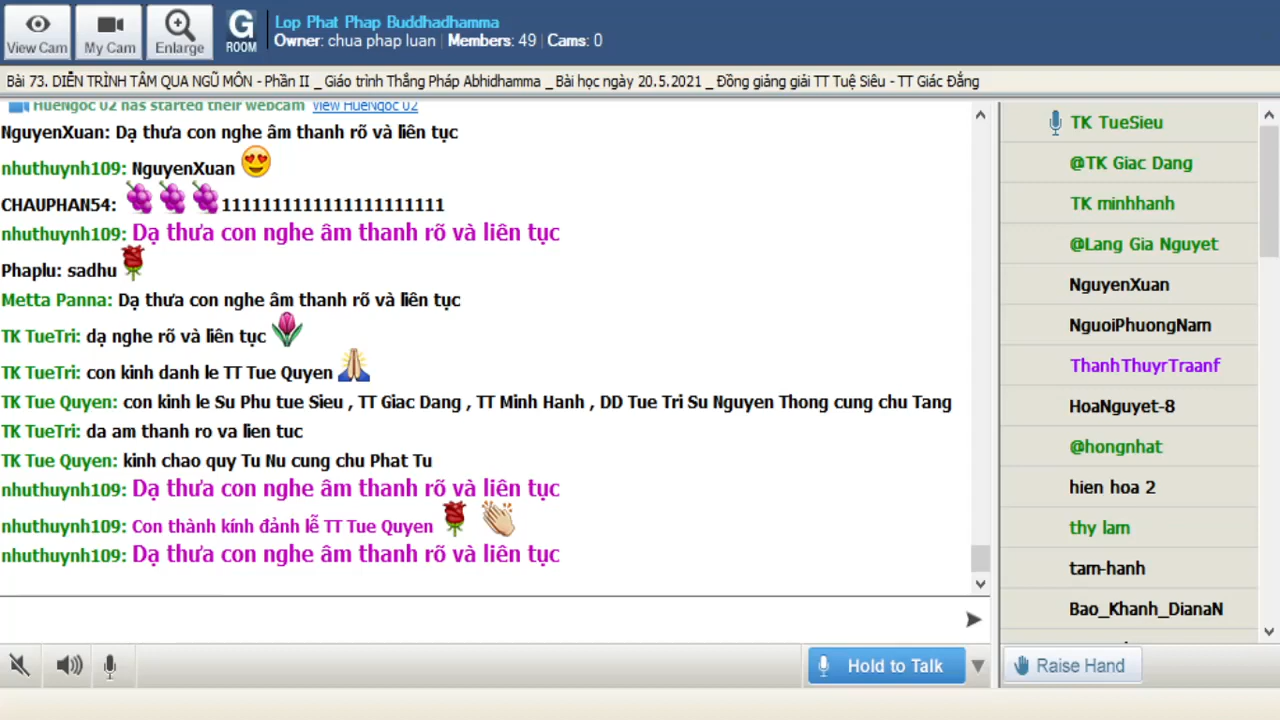 View Cam
My Cam
Enlarge
G
ROOM
Lop Phat Phap Buddhadhamma
Owner: chua phap luan | Members: 49 | Cams: 0
Bài 73. DIỄN TRÌNH TÂM QUA NGŨ MÔN - Phần II _ Giáo trình Thắng Pháp Abhidhamma _ Bài học ngày 20.5.2021 _ Đồng giảng giải TT Tuệ Siêu - TT Giác Đẳng
HueNgoc 02 has started their webcam View HueNgoc 02
NguyenXuan: Dạ thưa con nghe âm thanh rõ và liên tục
nhuthuynh109: NguyenXuan
CHAUPHAN54: 1111111111111111111111
nhuthuynh109: Dạ thưa con nghe âm thanh rõ và liên tục
Phaplu: sadhu
Metta Panna: Dạ thưa con nghe âm thanh rõ và liên tục
TK TueTri: dạ nghe rõ và liên tục
TK TueTri: con kinh danh le TT Tue Quyen
TK Tue Quyen: con kinh le Su Phu tue Sieu , TT Giac Dang , TT Minh Hanh , DD Tue Tri Su Nguyen Thong cung chu Tang
TK TueTri: da am thanh ro va lien tuc
TK Tue Quyen: kinh chao quy Tu Nu cung chu Phat Tu
nhuthuynh109: Dạ thưa con nghe âm thanh rõ và liên tục
nhuthuynh109: Con thành kính đảnh lễ TT Tue Quyen
nhuthuynh109: Dạ thưa con nghe âm thanh rõ và liên tục
TK TueSieu
@TK Giac Dang
TK minhhanh
@Lang Gia Nguyet
NguyenXuan
NguoiPhuongNam
ThanhThuyrTraanf
HoaNguyet-8
@hongnhat
hien hoa 2
thy lam
tam-hanh
Bao_Khanh_DianaN
Hold to Talk
Raise Hand